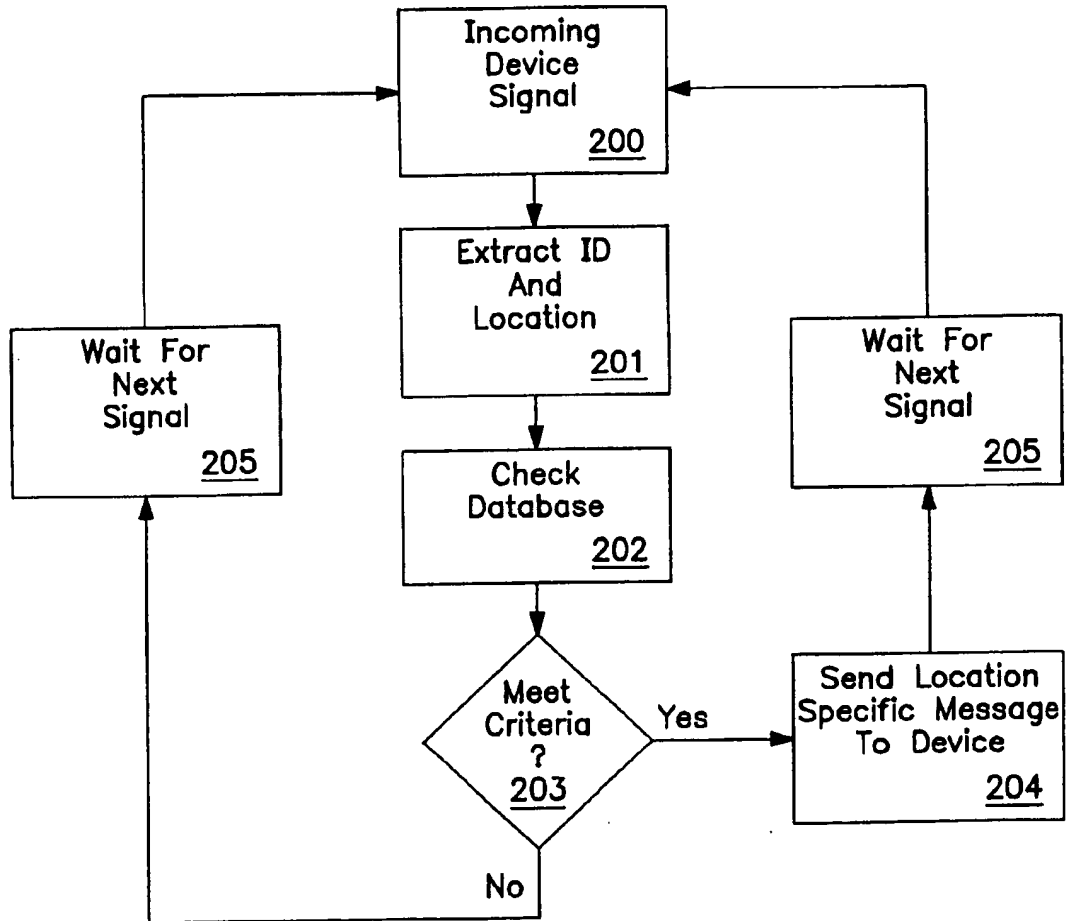 Incoming
Device
Signal
200
Extract ID
And
Location
201
Wait For
Next
Signal
205
Wait For
Next
Signal
205
Check
Database
202
Meet
Criteria
?
203
Yes
Send Location
Specific Message
To Device
204
No